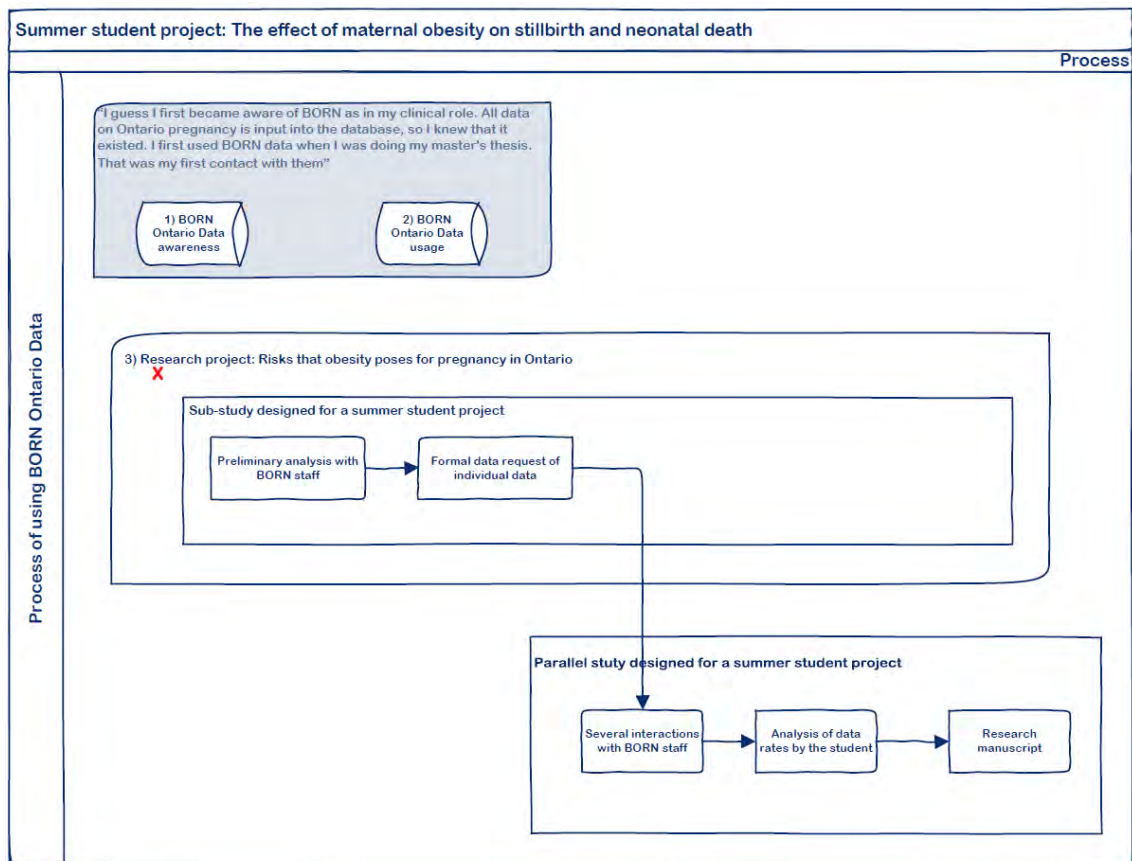 Summer student project: The effect of maternal obesity on stillbirth and neonatal death
Process
Process of using BORN Ontario Data
"I guess I first became aware of BORN as in my clinical role. All data
on Ontario pregnancy is input into the database, so I knew that it
existed. I first used BORN data when I was doing my master's thesis.
That was my first contact with them"
1) BORN
Ontario Data
awareness
2) BORN
Ontario Data
usage
3) Research project: Risks that obesity poses for pregnancy in Ontario
X
Sub-study designed for a summer student project
Preliminary analysis with
BORN staff
Formal data request of
individual data
Parallel stuty designed for a summer student project
Several interactions
with BORN staff
Analysis of data
rates by the student
Research
manuscript